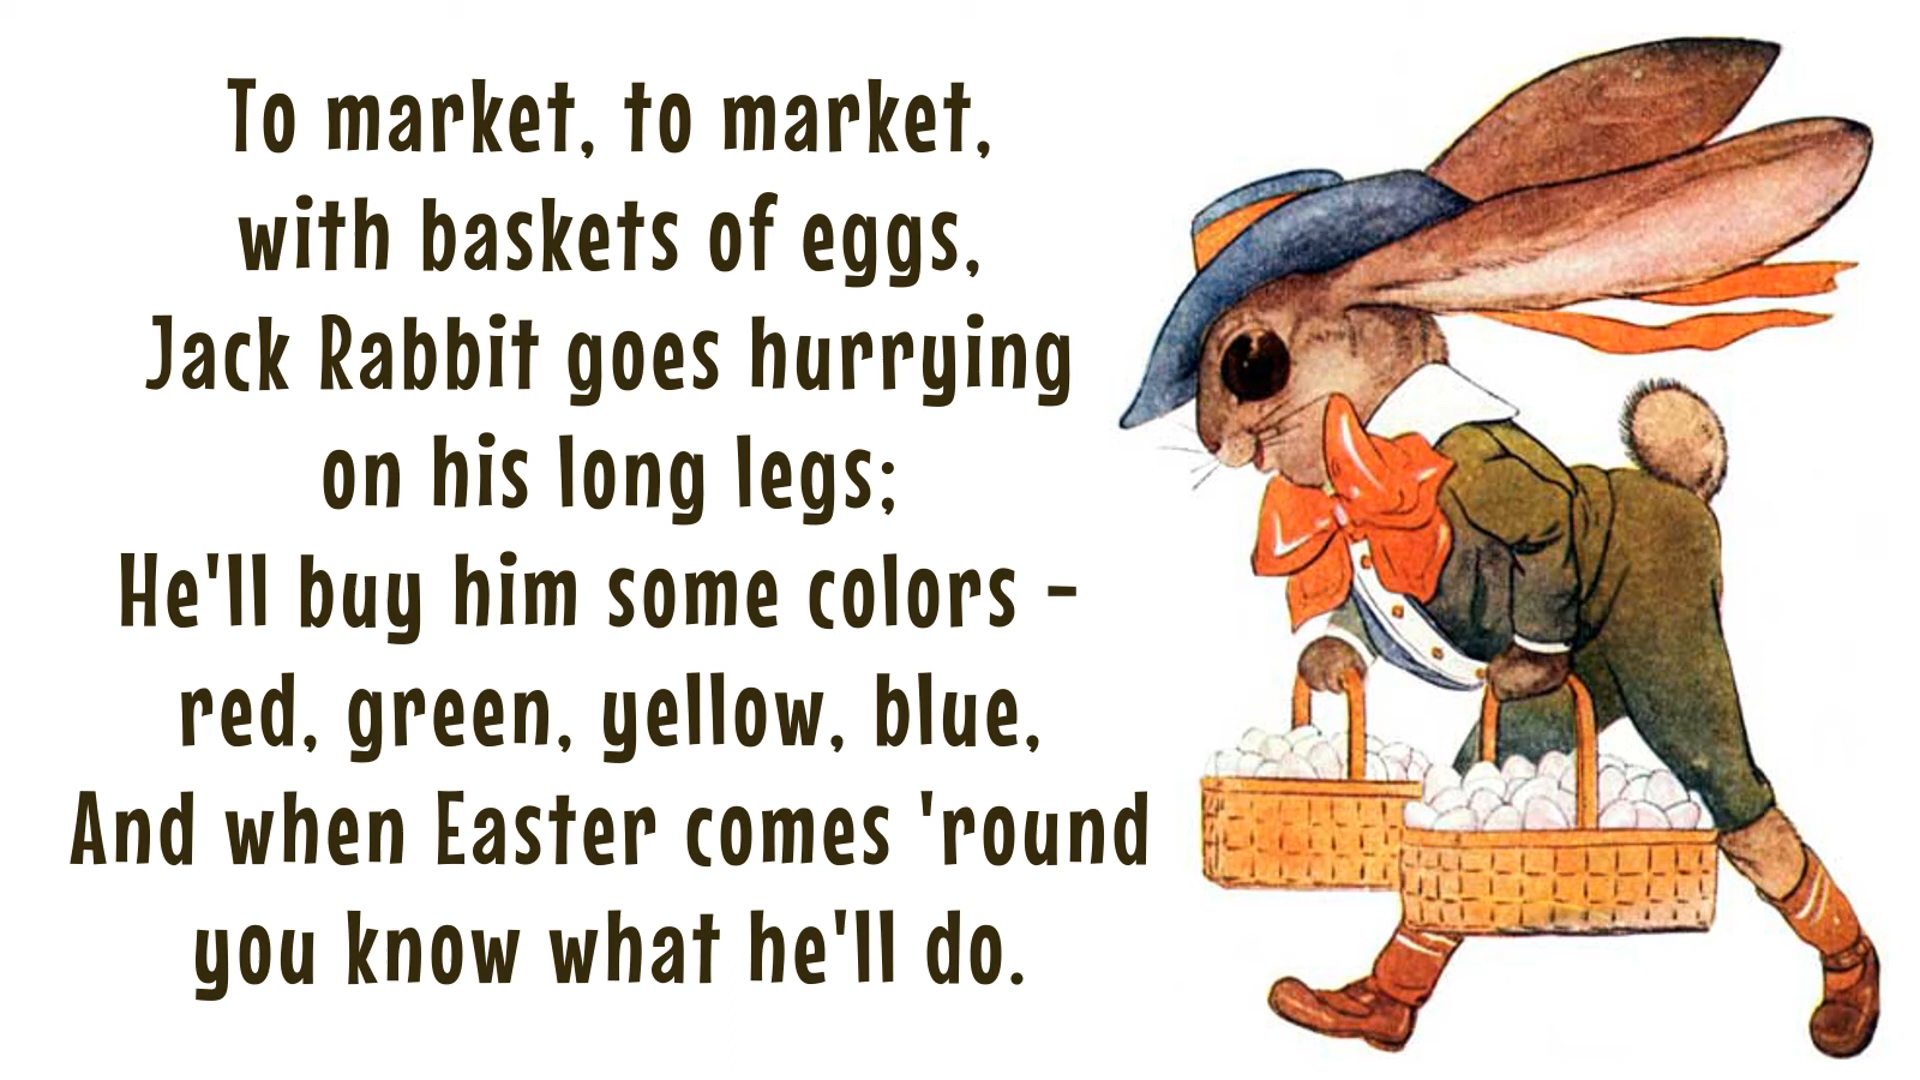 To market, to market,
with baskets of eggs,
Jack Rabbit goes hurrying
on his long legs;
He'll buy him some colors -
red, green, yellow, blue,
And when Easter comes 'round
you know what he'll do.